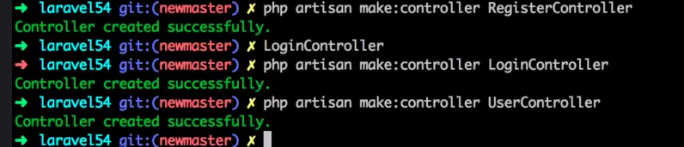 ➜ laravel54 git:(newmaster) ✗ php artisan make:controller RegisterController
Controller created successfully.
➜ laravel54 git:(newmaster) ✗ LoginController
➜ laravel54 git:(newmaster) ✗ php artisan make:controller LoginController
Controller created successfully.
➜ laravel54 git:(newmaster) ✗ php artisan make:controller UserController
Controller created successfully.
➜ laravel54 git:(newmaster) ✗